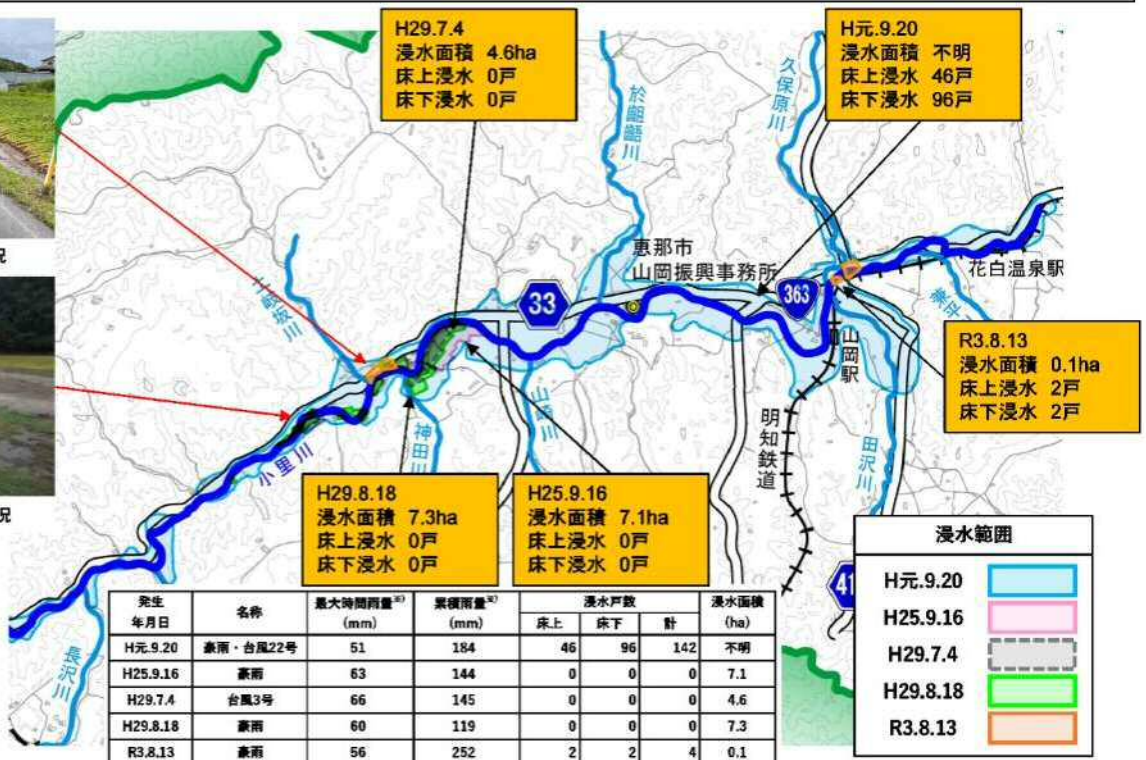 H29.7.4
浸水面積 4.6ha
床上浸水 0戸
床下浸水 0戸
H元.9.20
浸水面積 不明
床上浸水 46戸
床下浸水 96戸
久保原川
恵那市
山岡振興事務所
花白温泉駅
況
33
363
土岐坂川
山岡駅
R3.8.13
浸水面積 0.1ha
床上浸水 2戸
床下浸水 2戸
小里川
神田川
明知鉄道
田沢川
況
H29.8.18
浸水面積 7.3ha
床上浸水 0戸
床下浸水 0戸
H25.9.16
浸水面積 7.1ha
床上浸水 0戸
床下浸水 0戸
41
長沢川
浸水範囲
H元.9.20
H25.9.16
H29.7.4
H29.8.18
R3.8.13
発生年月日 名称 最大時間雨量※) (mm) 累積雨量※) (mm) 浸水戸数 浸水面積 (ha)
床上 床下 計
H元.9.20 豪雨・台風22号 51 184 46 96 142 不明
H25.9.16 豪雨 63 144 0 0 0 7.1
H29.7.4 台風3号 66 145 0 0 0 4.6
H29.8.18 豪雨 60 119 0 0 0 7.3
R3.8.13 豪雨 56 252 2 2 4 0.1